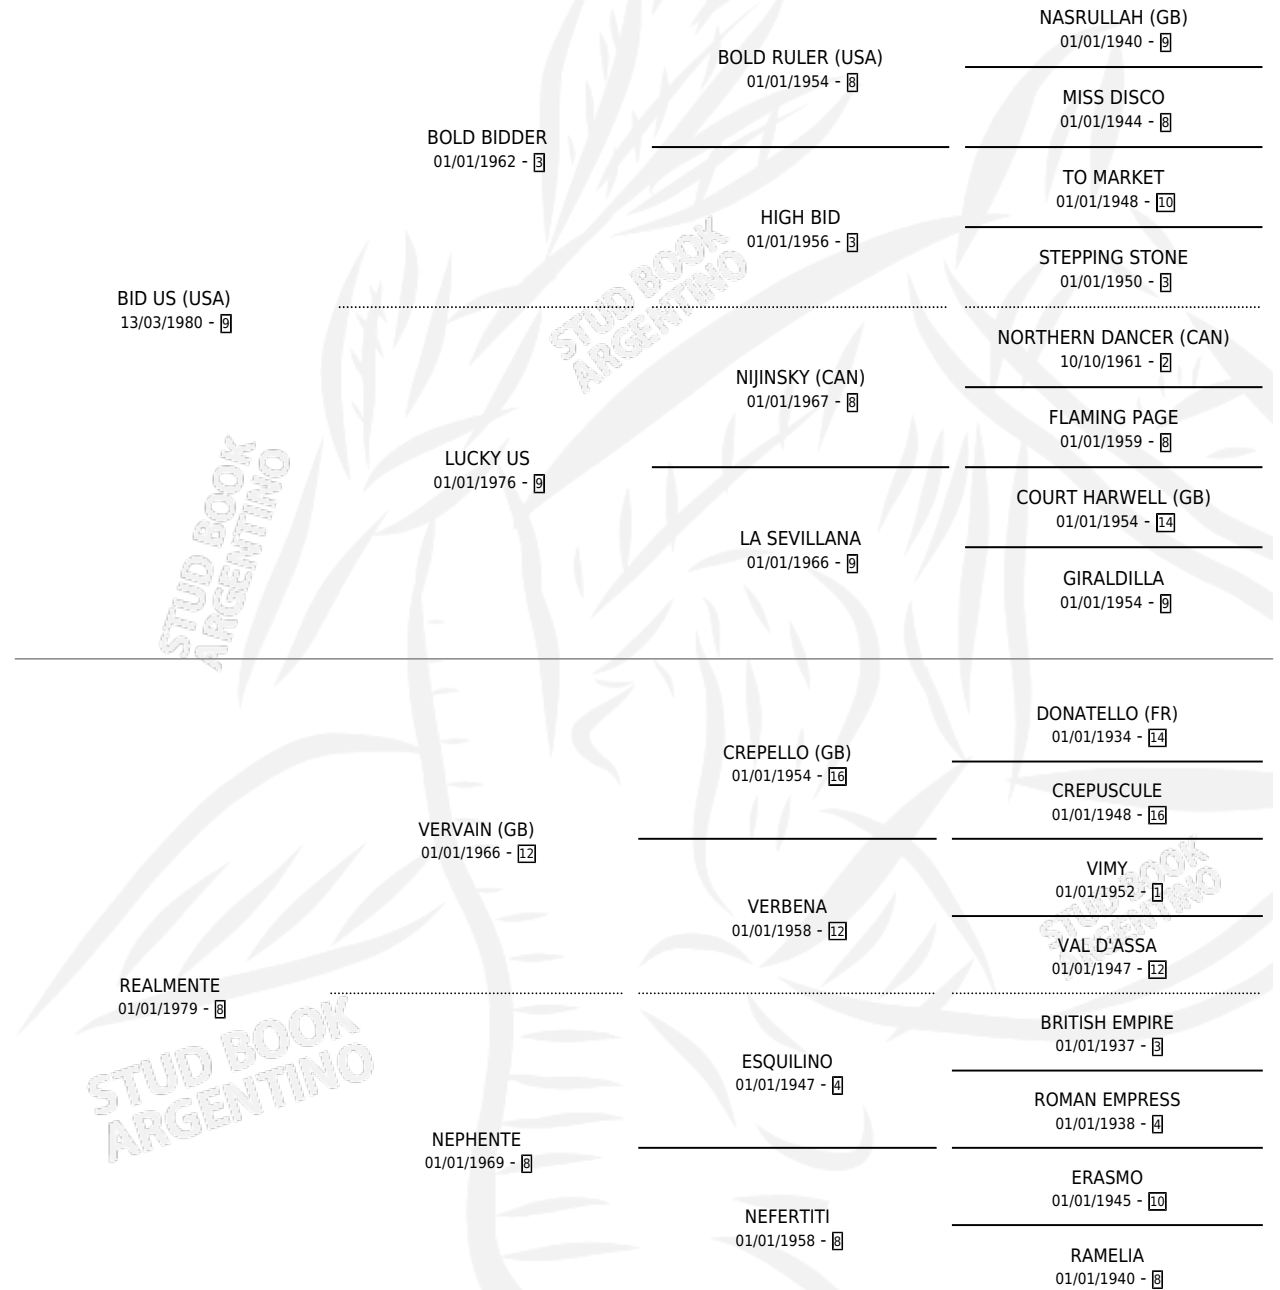 NASRULLAH (GB)
01/01/1940 - 9
BOLD RULER (USA)
01/01/1954 - 8
MISS DISCO
01/01/1944 - 8
BOLD BIDDER
01/01/1962 - 3
TO MARKET
01/01/1948 - 10
HIGH BID
01/01/1956 - 3
STEPPING STONE
01/01/1950 - 3
BID US (USA)
13/03/1980 - 9
NORTHERN DANCER (CAN)
10/10/1961 - 2
NIJINSKY (CAN)
01/01/1967 - 8
FLAMING PAGE
01/01/1959 - 8
LUCKY US
01/01/1976 - 9
COURT HARWELL (GB)
01/01/1954 - 14
LA SEVILLANA
01/01/1966 - 9
GIRALDILLA
01/01/1954 - 9
STUD BOOK
ARGENTINO
STUD BOOK
ARGENTINO
DONATELLO (FR)
01/01/1934 - 14
CREPELLO (GB)
01/01/1954 - 16
CREPUSCULE
01/01/1948 - 16
VERVAIN (GB)
01/01/1966 - 12
VIMY
01/01/1952 - 1
VERBENA
01/01/1958 - 12
VAL D'ASSA
01/01/1947 - 12
REALMENTE
01/01/1979 - 8
BRITISH EMPIRE
01/01/1937 - 3
ESQUILINO
01/01/1947 - 4
ROMAN EMPRESS
01/01/1938 - 4
NEPHENTE
01/01/1969 - 8
ERASMO
01/01/1945 - 10
NEFERTITI
01/01/1958 - 8
RAMELIA
01/01/1940 - 8
STUD BOOK
ARGENTINO
STUD BOOK
ARGENTINO